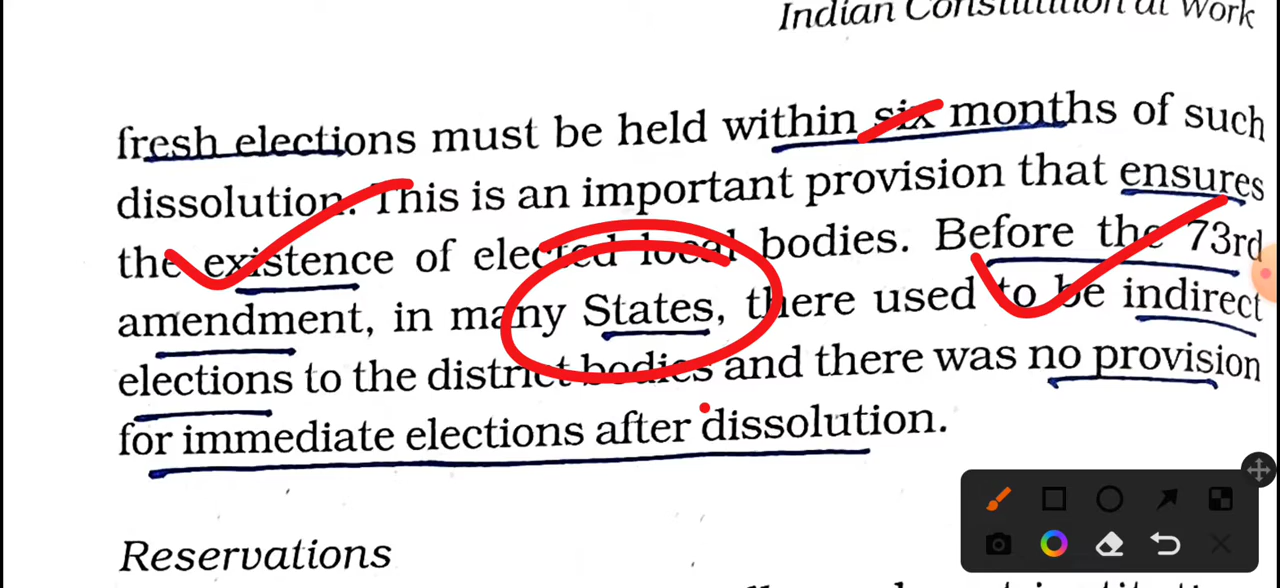 Indian Constitution at Work
fresh elections must be held within six months of such
dissolution. This is an important provision that ensures
the existence of elected local bodies. Before the 73rd
amendment, in many States, there used to be indirect
elections to the district bodies and there was no provision
for immediate elections after dissolution.
Reservations